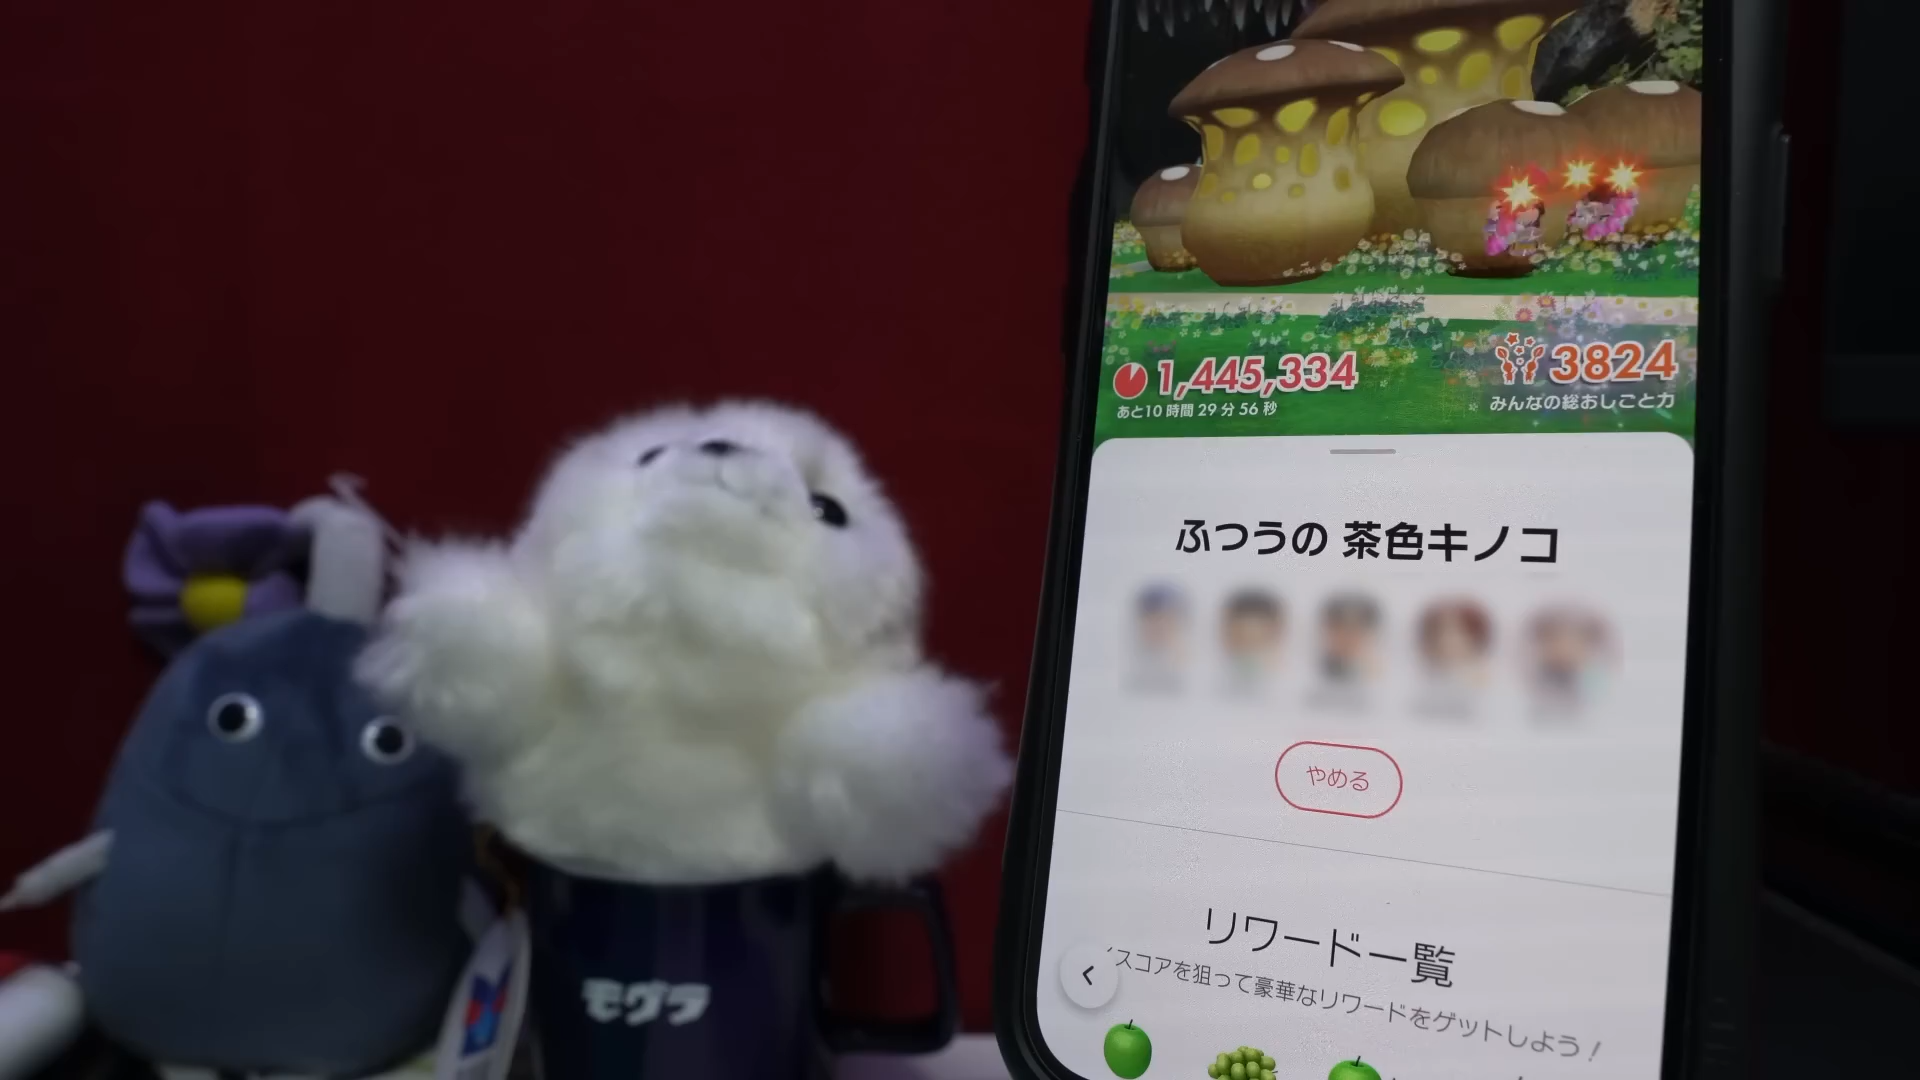 1,445,334
あと10時間29分56秒
3824
みんなの総おしごと力
ふつうの 茶色キノコ
やめる
リワード一覧
スコアを狙って豪華なリワードをゲットしよう!
モグラ